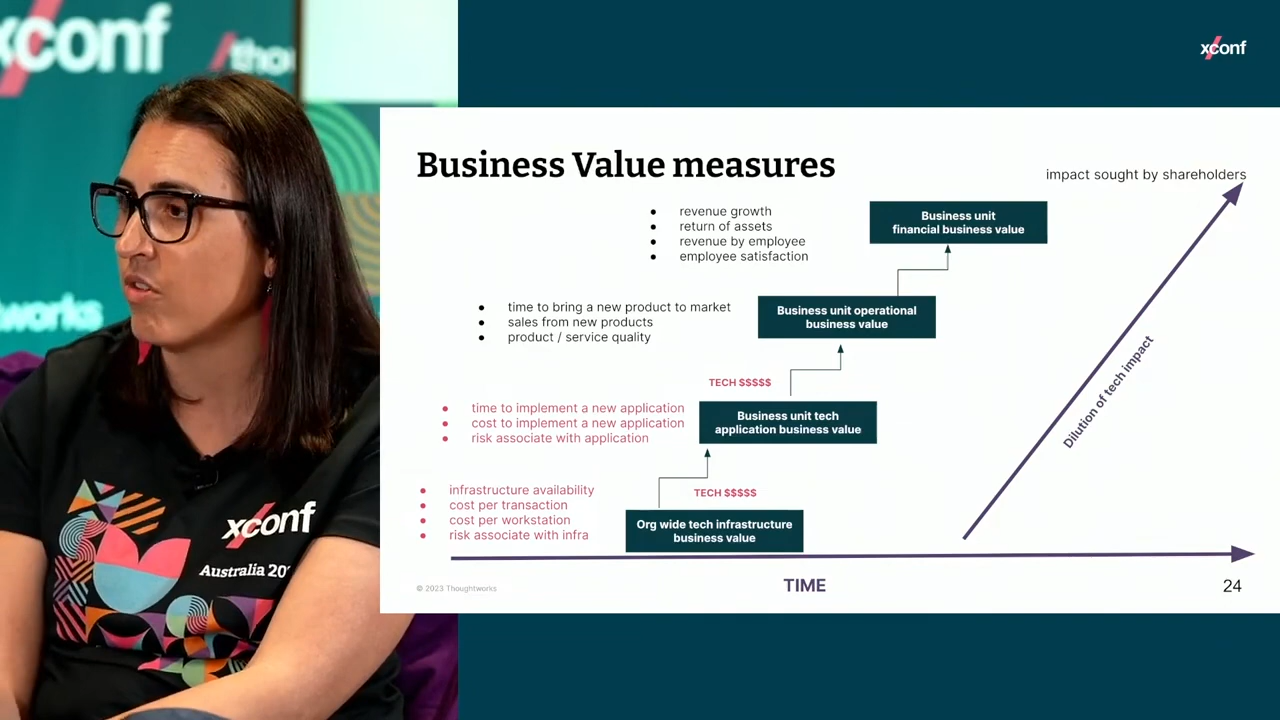 xconf
/thou
tworks
xconf
Australia 20
xconf
Business Value measures
impact sought by shareholders
• revenue growth
• return of assets
• revenue by employee
• employee satisfaction
Business unit
financial business value
• time to bring a new product to market
• sales from new products
• product / service quality
Business unit operational
business value
TECH $$$$$
• time to implement a new application
• cost to implement a new application
• risk associate with application
Business unit tech
application business value
Dilution of tech impact
• infrastructure availability
• cost per transaction
• cost per workstation
• risk associate with infra
TECH $$$$$
Org wide tech infrastructure
business value
© 2023 Thoughtworks
TIME
24